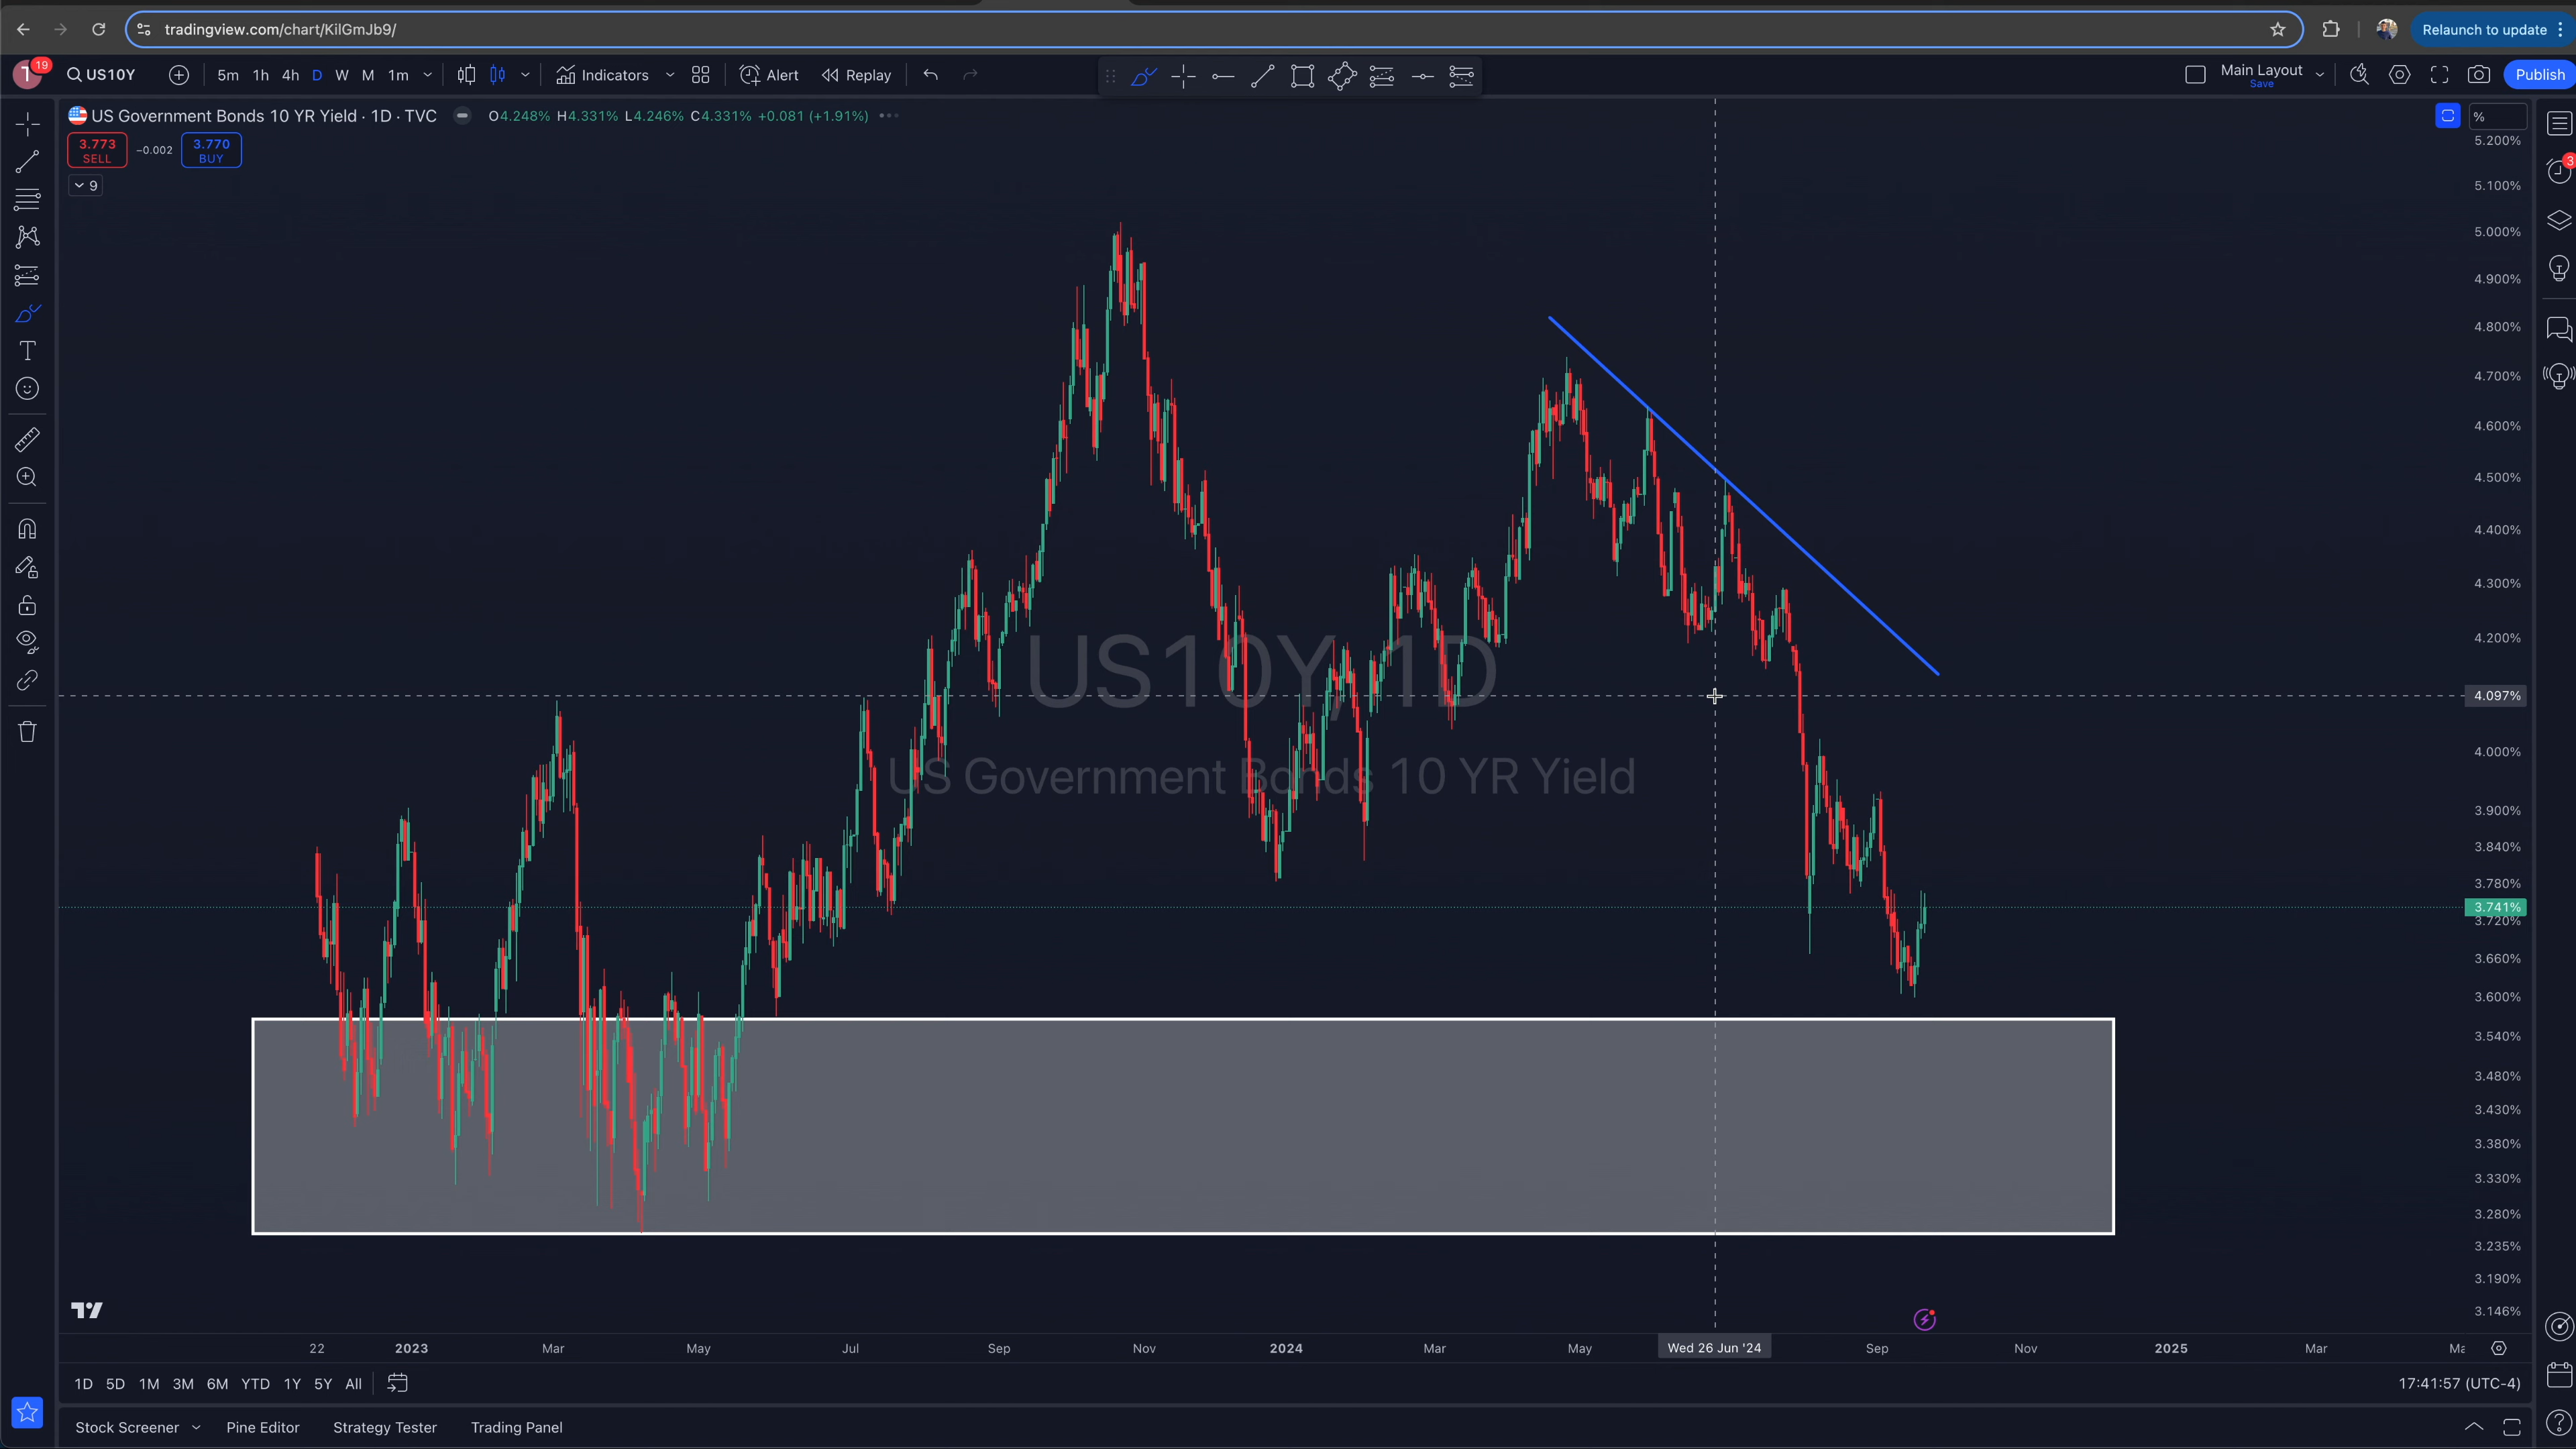 tradingview.com/chart/KilGmJb9/
Relaunch to update
19
US10Y
5m 1h 4h D W M 1m
Indicators
Alert
Replay
Main Layout
Save
Publish
US Government Bonds 10 YR Yield · 1D · TVC
O4.248% H4.331% L4.246% C4.331% +0.081 (+1.91%)
3.773
SELL
−0.002
3.770
BUY
9
%
5.200%
5.100%
5.000%
4.900%
4.800%
4.700%
4.600%
4.500%
4.400%
4.300%
4.200%
4.097%
4.000%
3.900%
3.840%
3.780%
3.741%
3.720%
3.660%
3.600%
3.540%
3.480%
3.430%
3.380%
3.330%
3.280%
3.235%
3.190%
3.146%
3
US10Y, 1D
US Government Bonds 10 YR Yield
22 2023 Mar May Jul Sep Nov 2024 Mar May Wed 26 Jun '24 Sep Nov 2025 Mar
1D 5D 1M 3M 6M YTD 1Y 5Y All
17:41:57 (UTC-4)
Stock Screener Pine Editor Strategy Tester Trading Panel